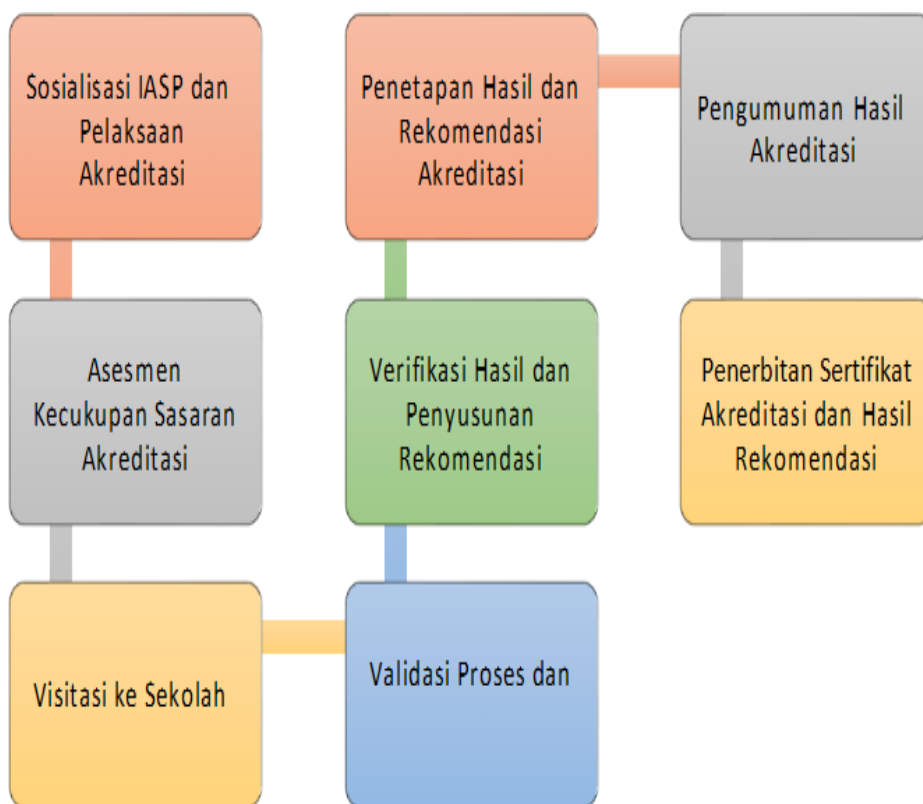 Sosialisasi IASP dan
Pelaksaan
Akreditasi
Asesmen
Kecukupan Sasaran
Akreditasi
Visitasi ke Sekolah
Validasi Proses dan
Verifikasi Hasil dan
Penyusunan
Rekomendasi
Penetapan Hasil dan
Rekomendasi
Akreditasi
Pengumuman Hasil
Akreditasi
Penerbitan Sertifikat
Akreditasi dan Hasil
Rekomendasi